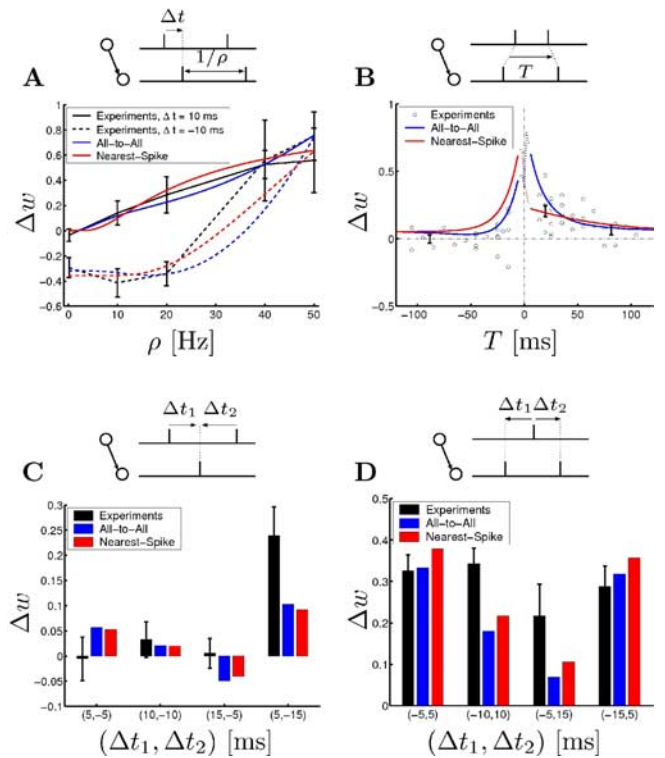 Δt
1/ρ
A
Experiments, Δ t = 10 ms
Experiments, Δ t = −10 ms
All−to−All
Nearest−Spike
1
0.8
0.6
0.4
0.2
0
−0.2
−0.4
−0.6
Δw
0 10 20 30 40 50
ρ [Hz]
T
B
Experiments
All−to−All
Nearest−Spike
1
0.5
0
0.5
Δw
−100 −50 0 50 100
T [ms]
Δt₁ Δt₂
C
Experiments
All−to−All
Nearest−Spike
0.3
0.25
0.2
0.15
0.1
0.05
0
−0.05
−0.1
Δw
(5,−5) (10,−10) (15,−5) (5,−15)
(Δt₁, Δt₂) [ms]
Δt₁ Δt₂
D
Experiments
All−to−All
Nearest−Spike
0.5
0.4
0.3
0.2
0.1
0
Δw
(−5,5) (−10,10) (−5,15) (−15,5)
(Δt₁, Δt₂) [ms]